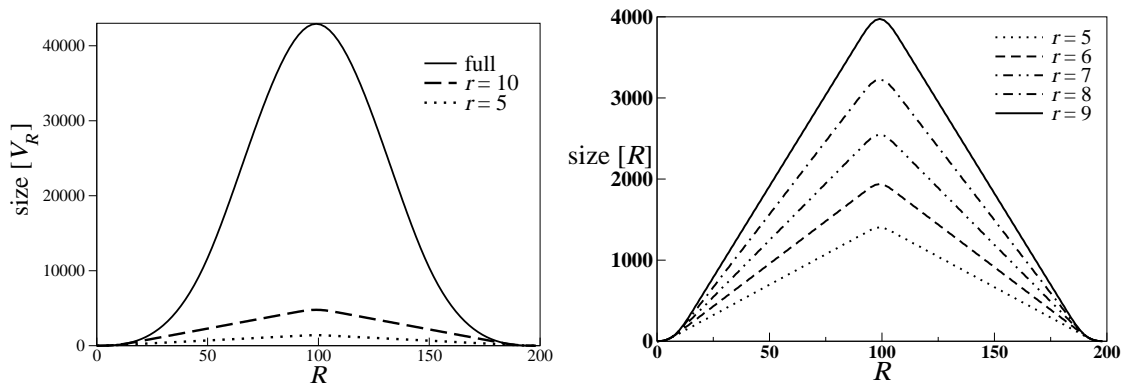 40000
30000
20000
10000
0
size [V_R]
full
r = 10
r = 5
0
50
100
150
200
R
4000
3000
2000
1000
0
size [R]
r = 5
r = 6
r = 7
r = 8
r = 9
0
50
100
150
200
R